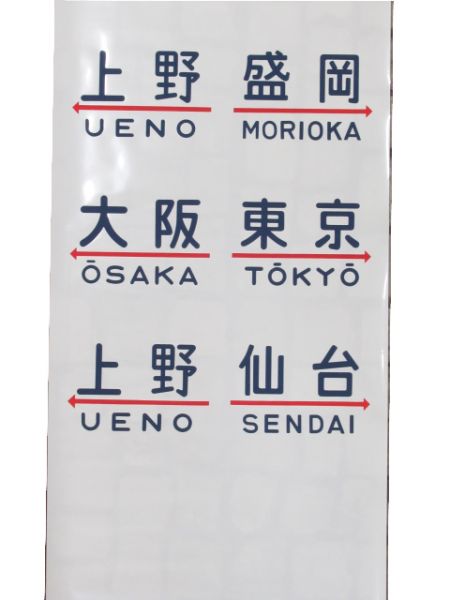 上野 盛岡
UENO MORIOKA
大阪 東京
ŌSAKA TŌKYŌ
上野 仙台
UENO SENDAI